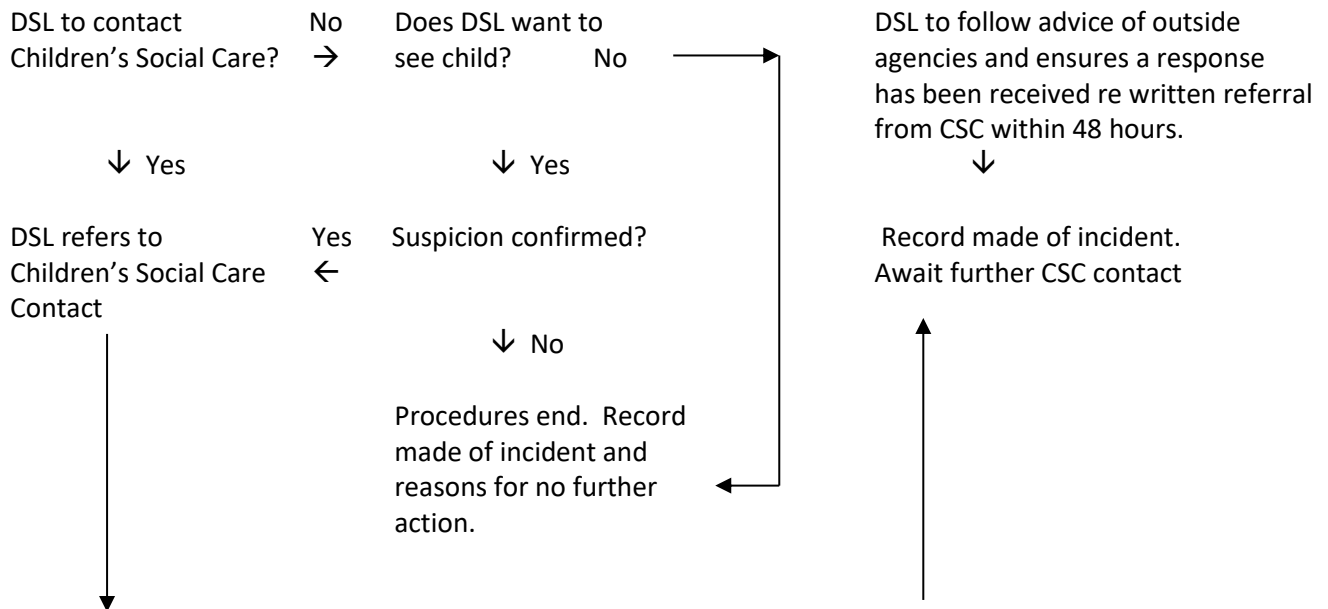 DSL to contact No Does DSL want to DSL to follow advice of outside
Children’s Social Care? → see child? No agencies and ensures a response
has been received re written referral
from CSC within 48 hours.
↓ Yes ↓ Yes ↓
DSL refers to Yes Suspicion confirmed? Record made of incident.
Children’s Social Care ← Await further CSC contact
Contact
↓ No
Procedures end. Record
made of incident and
reasons for no further
action.